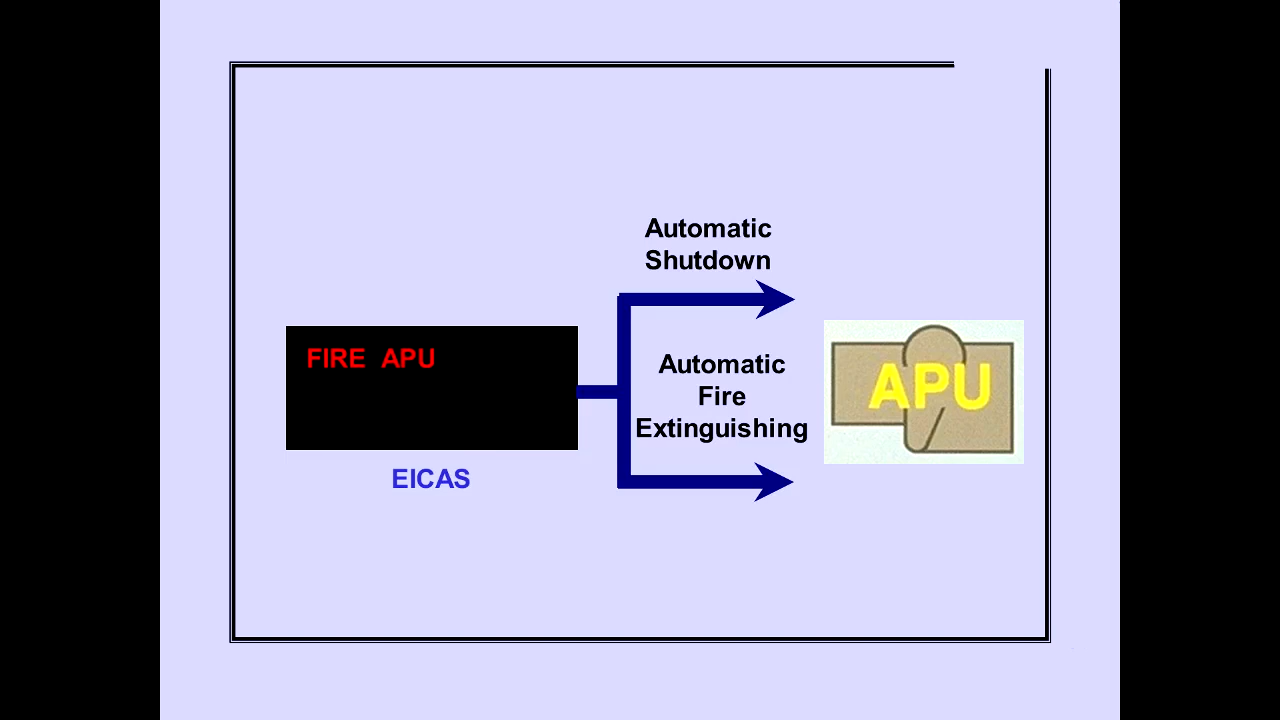 Automatic
Shutdown
FIRE APU
Automatic
Fire
Extinguishing
APU
EICAS